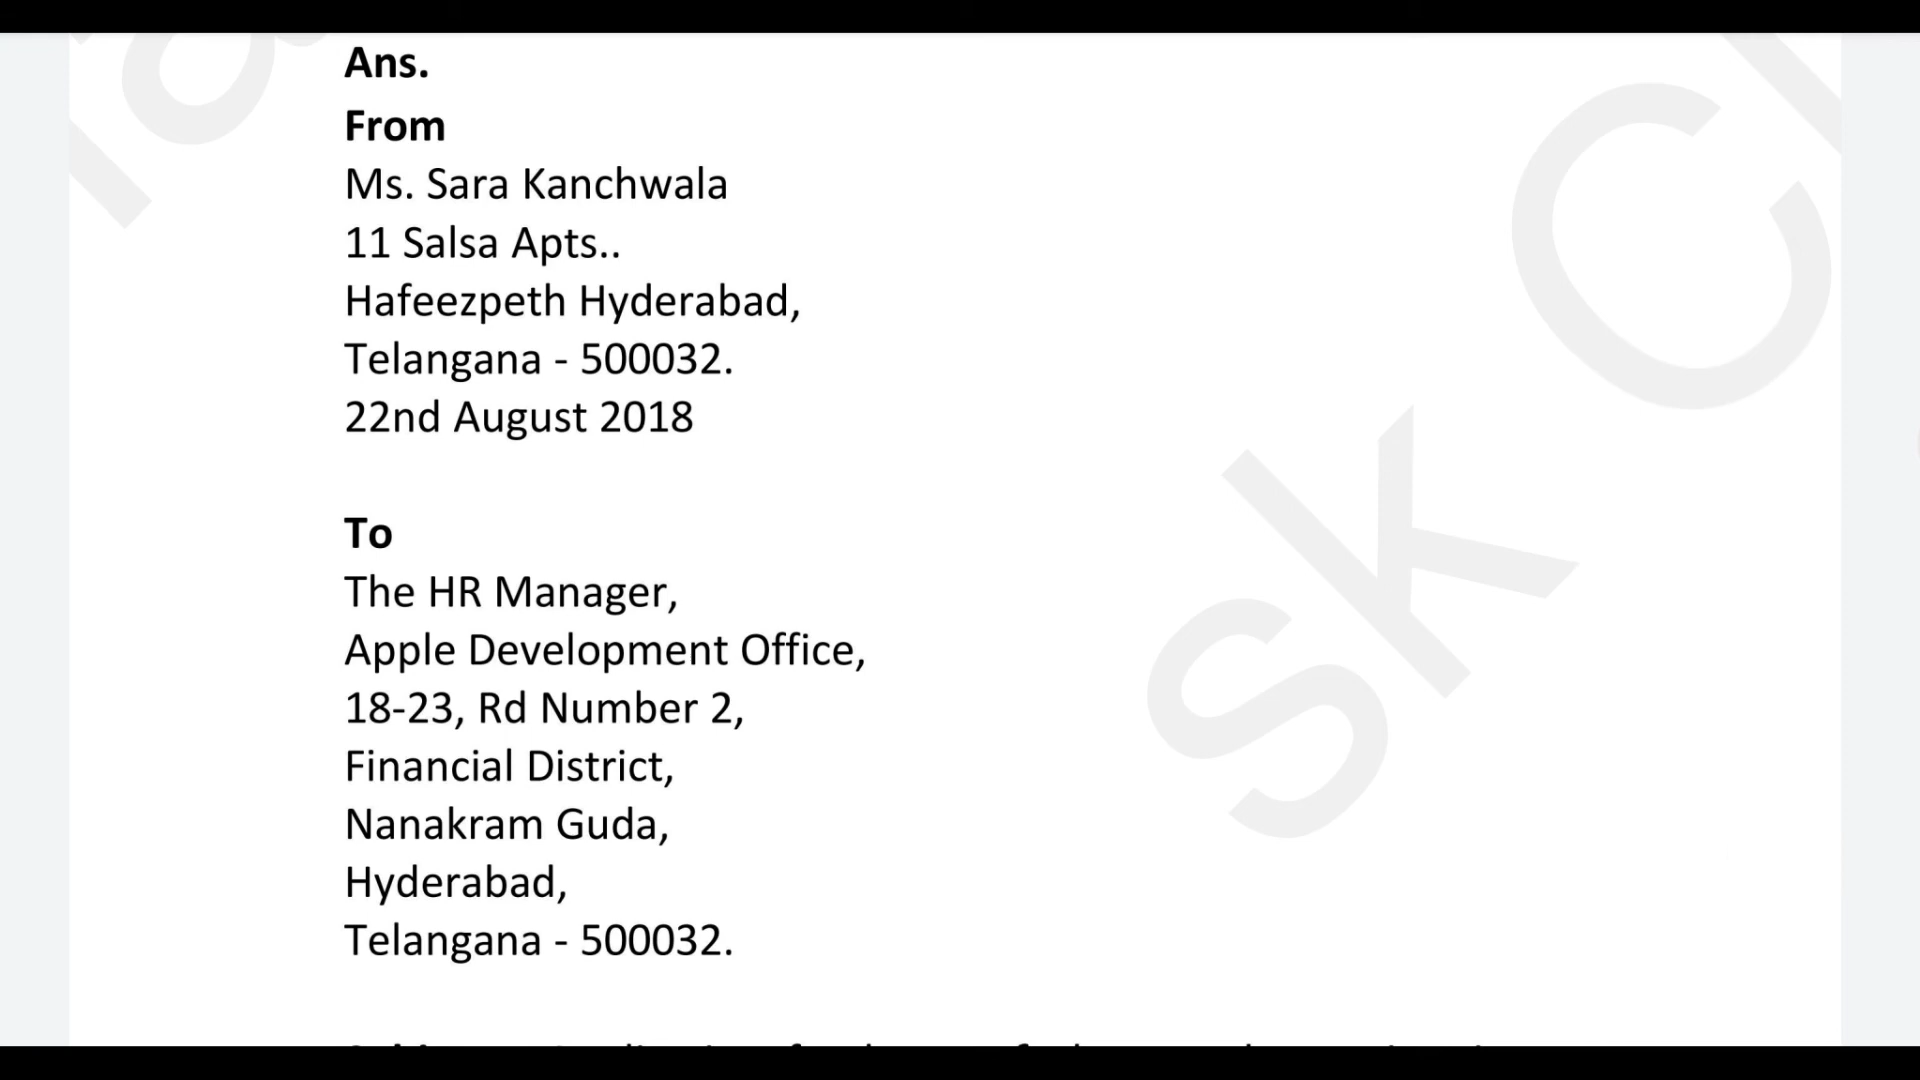 Ans.
From
Ms. Sara Kanchwala
11 Salsa Apts..
Hafeezpeth Hyderabad,
Telangana - 500032.
22nd August 2018
To
The HR Manager,
Apple Development Office,
18-23, Rd Number 2,
Financial District,
Nanakram Guda,
Hyderabad,
Telangana - 500032.
sk